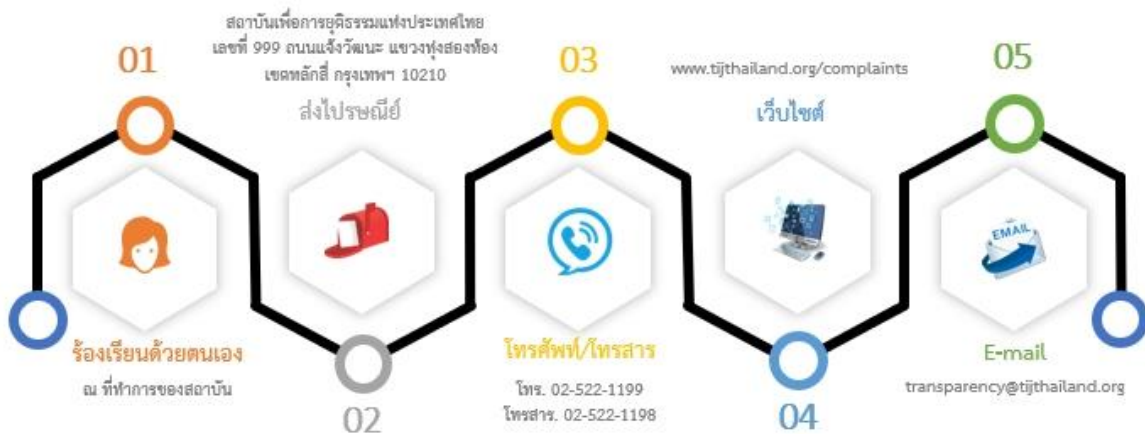 01
ร้องเรียนด้วยตนเอง
ณ ที่ทำการของสถาบัน
สถาบันเพื่อการยุติธรรมแห่งประเทศไทย
เลขที่ 999 ถนนแจ้งวัฒนะ แขวงทุ่งสองห้อง
เขตหลักสี่ กรุงเทพฯ 10210
ส่งไปรษณีย์
02
03
โทรศัพท์/โทรสาร
โทร. 02-522-1199
โทรสาร. 02-522-1198
www.tijthailand.org/complaints
เว็บไซต์
04
05
EMAIL
E-mail
transparency@tijthailand.org